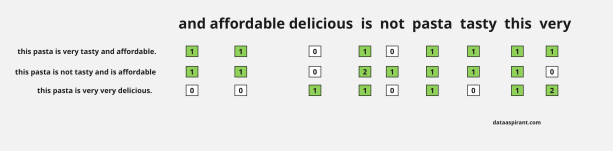 and affordable delicious is not pasta tasty this very
this pasta is very tasty and affordable. 1 1 0 1 0 1 1 1 1
this pasta is not tasty and is affordable 1 1 0 2 1 1 1 1 0
this pasta is very very delicious. 0 0 1 1 0 1 0 1 2
dataaspirant.com